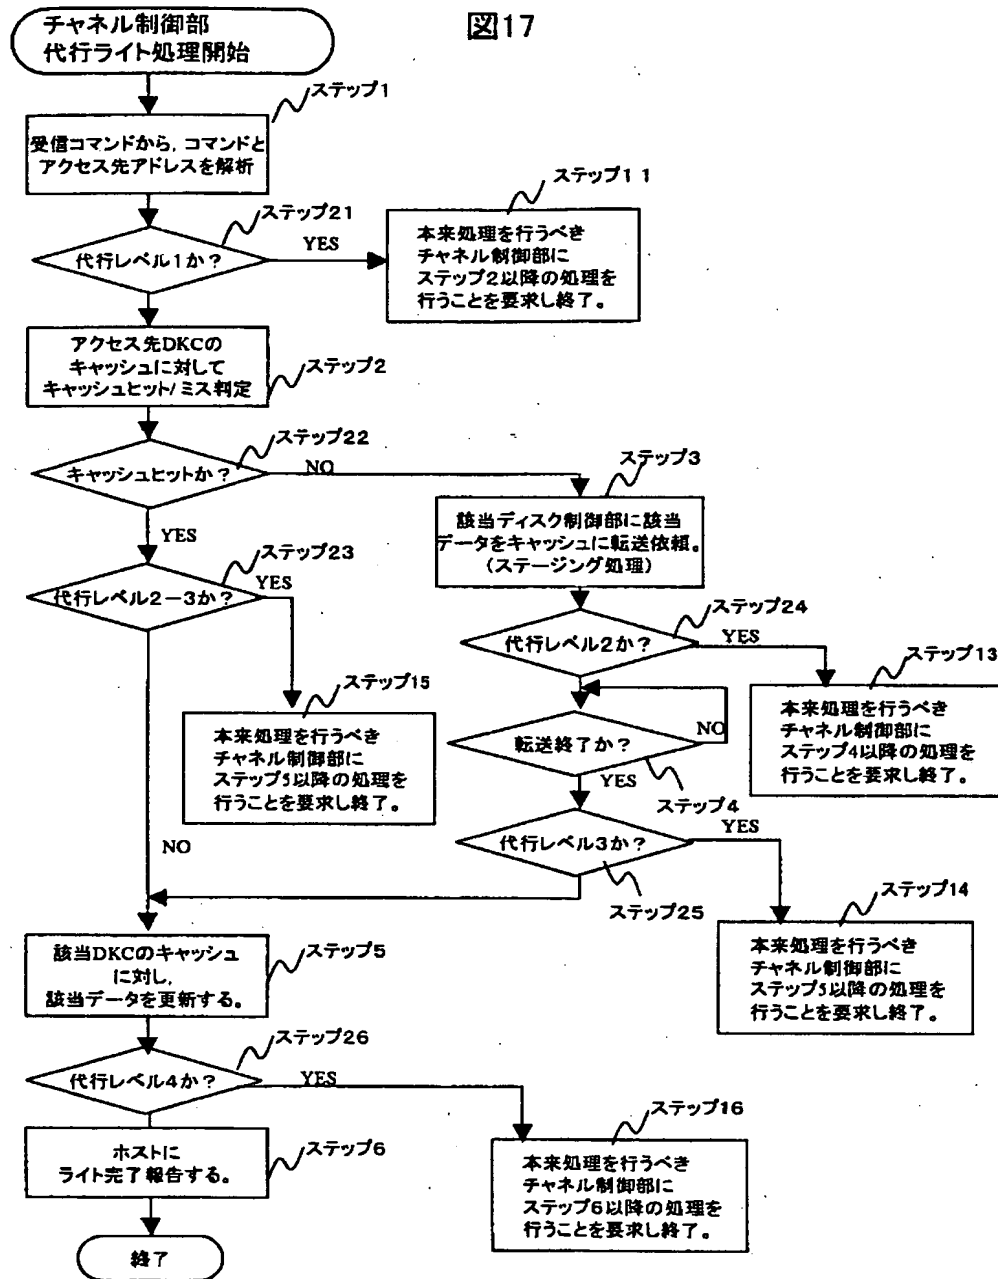 図17
チャネル制御部
代行ライト処理開始
ステップ1
受信コマンドから,コマンドと
アクセス先アドレスを解析
ステップ21
代行レベル1か?
YES
ステップ11
本来処理を行うべき
チャネル制御部に
ステップ2以降の処理を
行うことを要求し終了。
アクセス先DKCの
キャッシュに対して
キャッシュヒット/ミス判定
ステップ2
ステップ22
キャッシュヒットか?
NO
YES
ステップ3
該当ディスク制御部に該当
データをキャッシュに転送依頼。
(ステージング処理)
ステップ23
代行レベル2-3か?
YES
ステップ24
代行レベル2か?
YES
ステップ13
本来処理を行うべき
チャネル制御部に
ステップ4以降の処理を
行うことを要求し終了。
ステップ15
本来処理を行うべき
チャネル制御部に
ステップ5以降の処理を
行うことを要求し終了。
転送終了か?
NO
YES
ステップ4
NO
代行レベル3か?
YES
ステップ25
ステップ14
本来処理を行うべき
チャネル制御部に
ステップ5以降の処理を
行うことを要求し終了。
該当DKCのキャッシュ
に対し,
該当データを更新する。
ステップ5
ステップ26
代行レベル4か?
YES
ステップ16
本来処理を行うべき
チャネル制御部に
ステップ6以降の処理を
行うことを要求し終了。
ホストに
ライト完了報告する。
ステップ6
終了